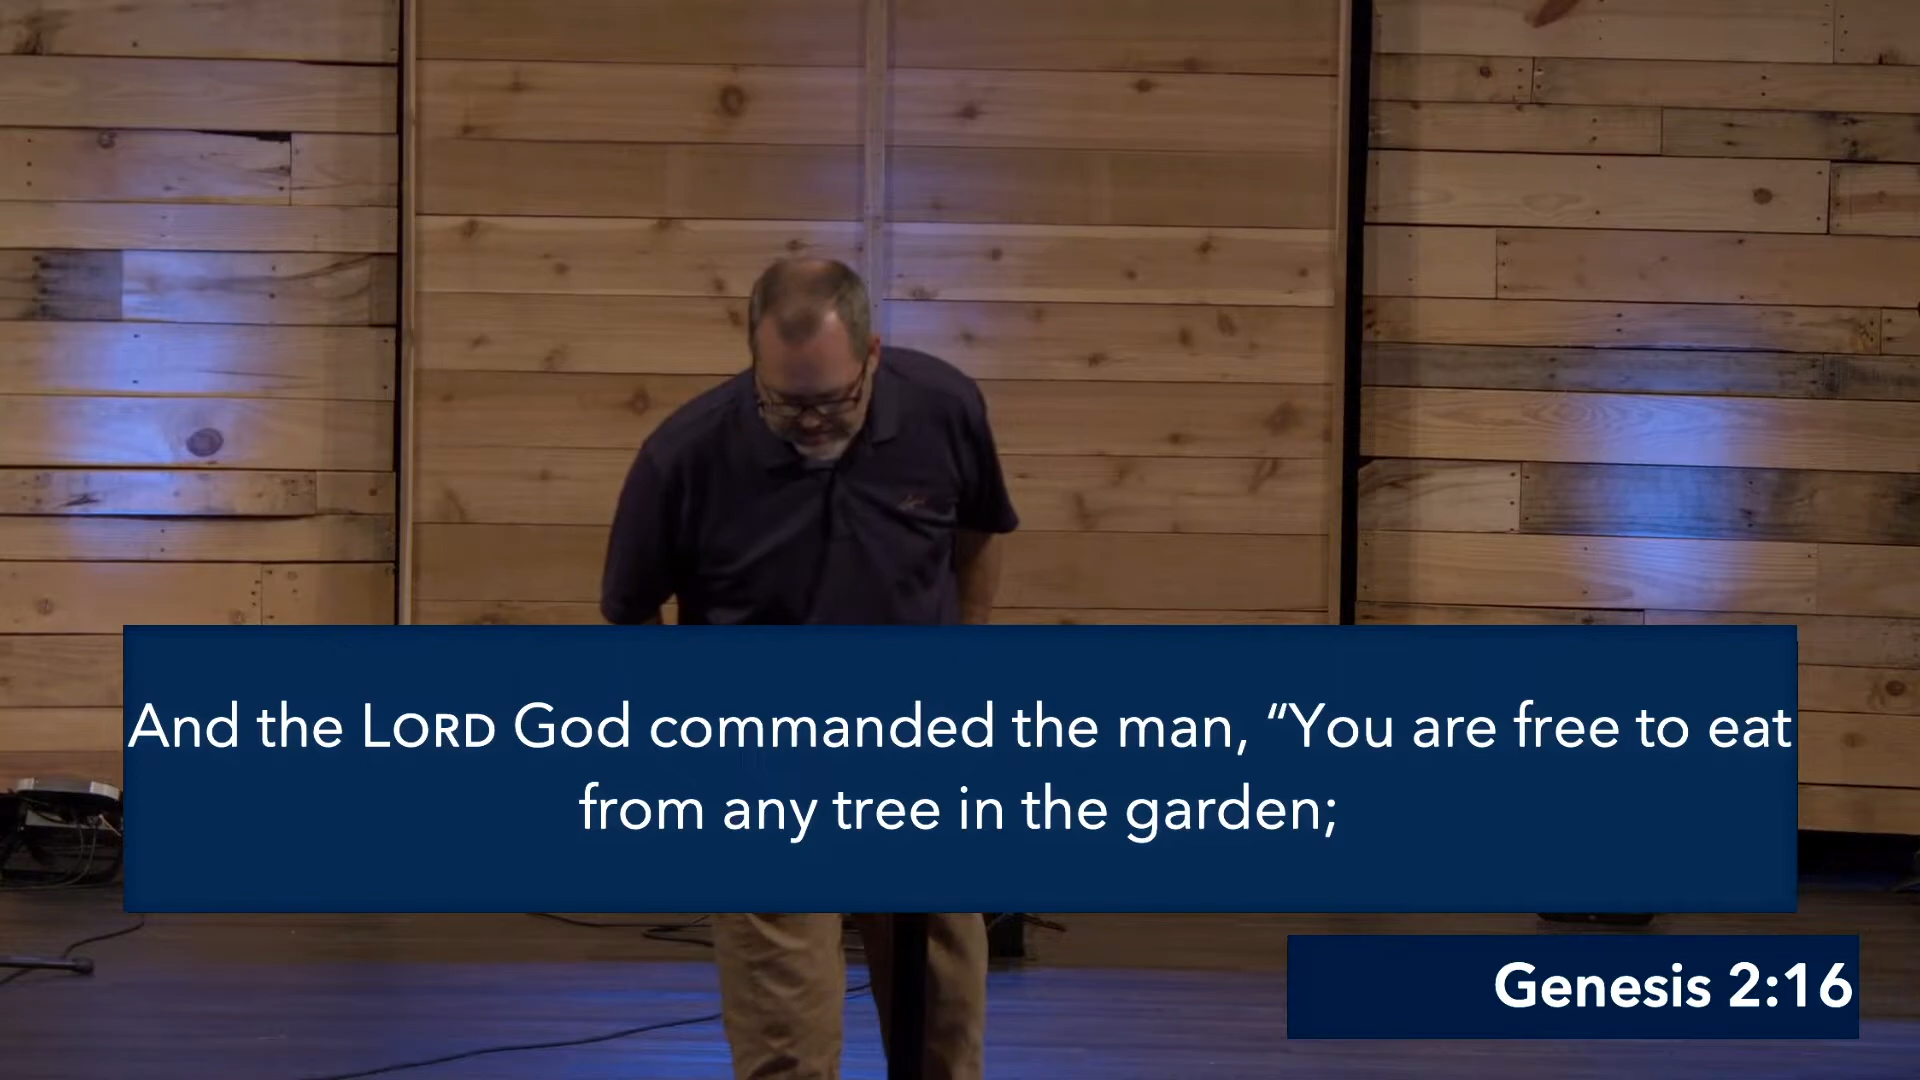 And the LORD God commanded the man, “You are free to eat
from any tree in the garden;
Genesis 2:16